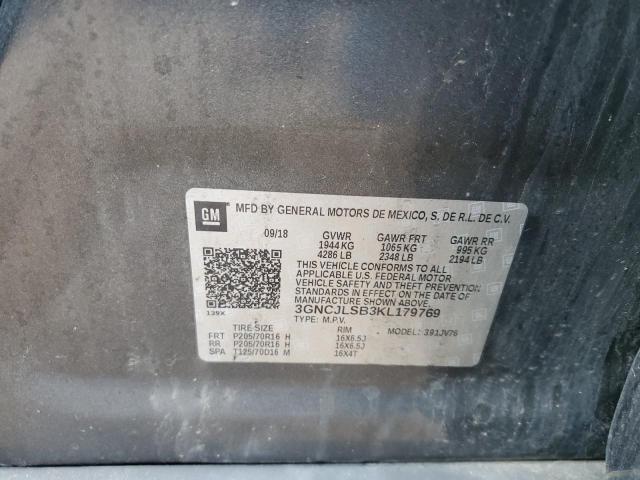 GM MFD BY GENERAL MOTORS DE MEXICO, S. DE R.L. DE C.V.
09/18 GVWR GAWR FRT GAWR RR
1944 KG 1065 KG 995 KG
4286 LB 2348 LB 2194 LB
THIS VEHICLE CONFORMS TO ALL
APPLICABLE U.S. FEDERAL MOTOR
VEHICLE SAFETY AND THEFT
PREVENTION STANDARDS IN
EFFECT ON THE DATE OF
MANUFACTURE SHOWN ABOVE.
139X
3GNCJLSB3KL179769
TYPE: M.P.V. MODEL: 391JV76
TIRE SIZE RIM
FRT P205/70R16 H 16X6.5J
RR P205/70R16 H 16X6.5J
SPA T125/70D16 M 16X4T